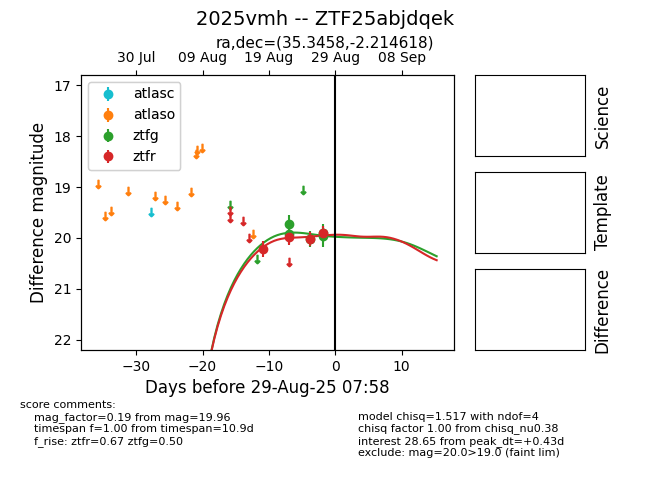 2025vmh -- ZTF25abjdqek
ra,dec=(35.3458,-2.214618)
30 Jul 09 Aug 19 Aug 29 Aug 08 Sep
17
18
19
20
21
22
Difference magnitude
atlasc
atlaso
ztfg
ztfr
−30 −20 −10 0 10
Days before 29-Aug-25 07:58
Science
Template
Difference
score comments:
mag_factor=0.19 from mag=19.96
timespan f=1.00 from timespan=10.9d
f_rise: ztfr=0.67 ztfg=0.50
model chisq=1.517 with ndof=4
chisq factor 1.00 from chisq_nu0.38
interest 28.65 from peak_dt=+0.43d
exclude: mag=20.0>19.0 (faint lim)